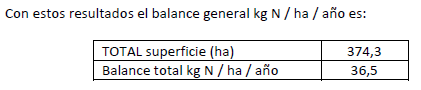 Con estos resultados el balance general kg N / ha / año es:
TOTAL superficie (ha) 374,3
Balance total kg N / ha / año 36,5